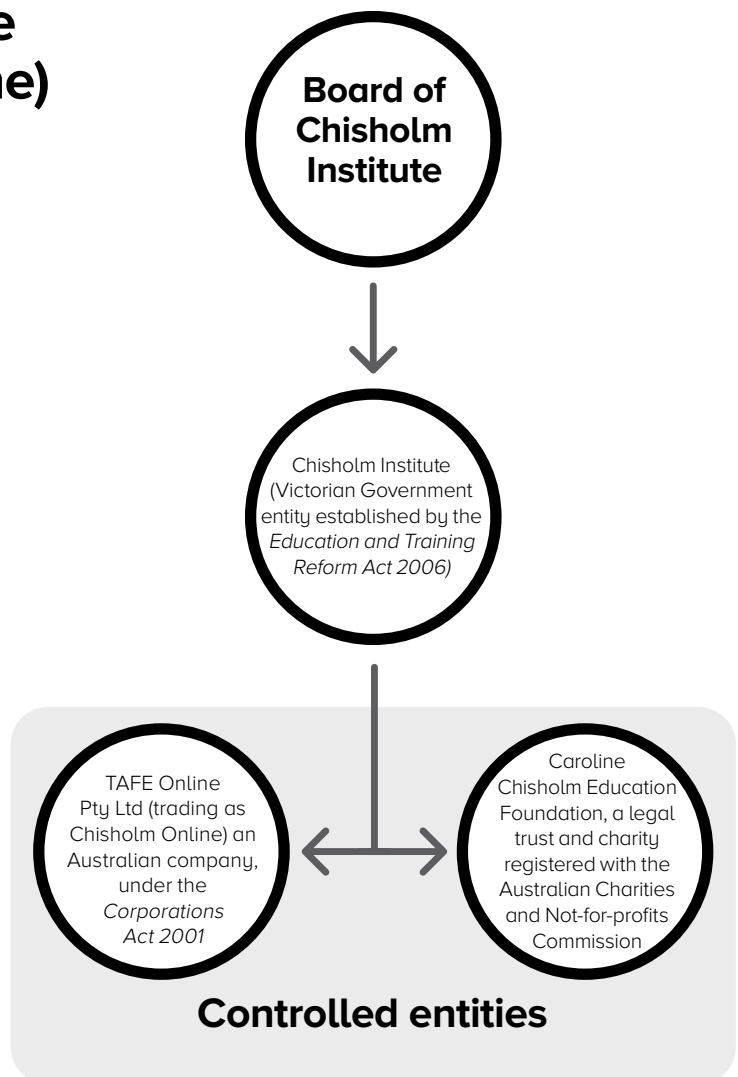 e
ne)
Board of
Chisholm
Institute
Chisholm Institute
(Victorian Government
entity established by the
Education and Training
Reform Act 2006)
TAFE Online
Pty Ltd (trading as
Chisholm Online) an
Australian company,
under the
Corporations
Act 2001
Caroline
Chisholm Education
Foundation, a legal
trust and charity
registered with the
Australian Charities
and Not-for-profits
Commission
Controlled entities